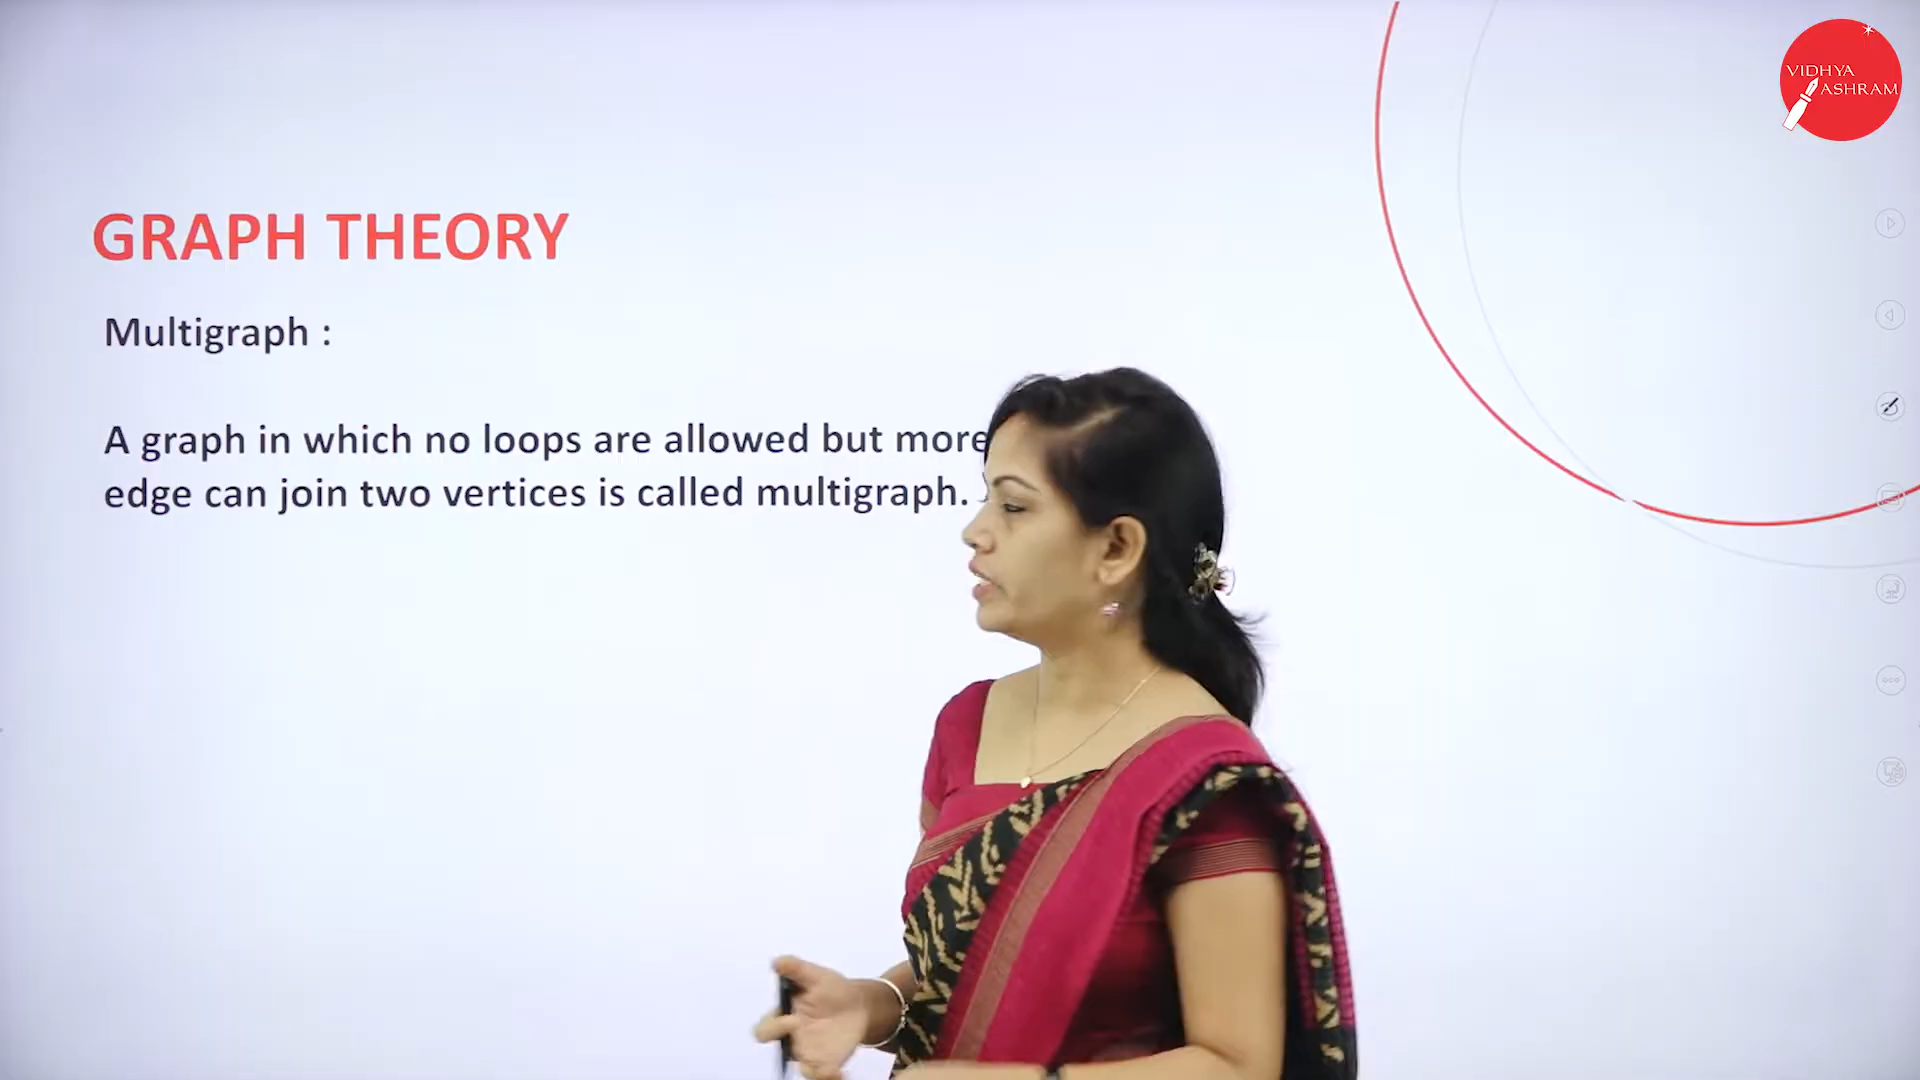 VIDHYA
ASHRAM
GRAPH THEORY
Multigraph :
A graph in which no loops are allowed but more
edge can join two vertices is called multigraph.